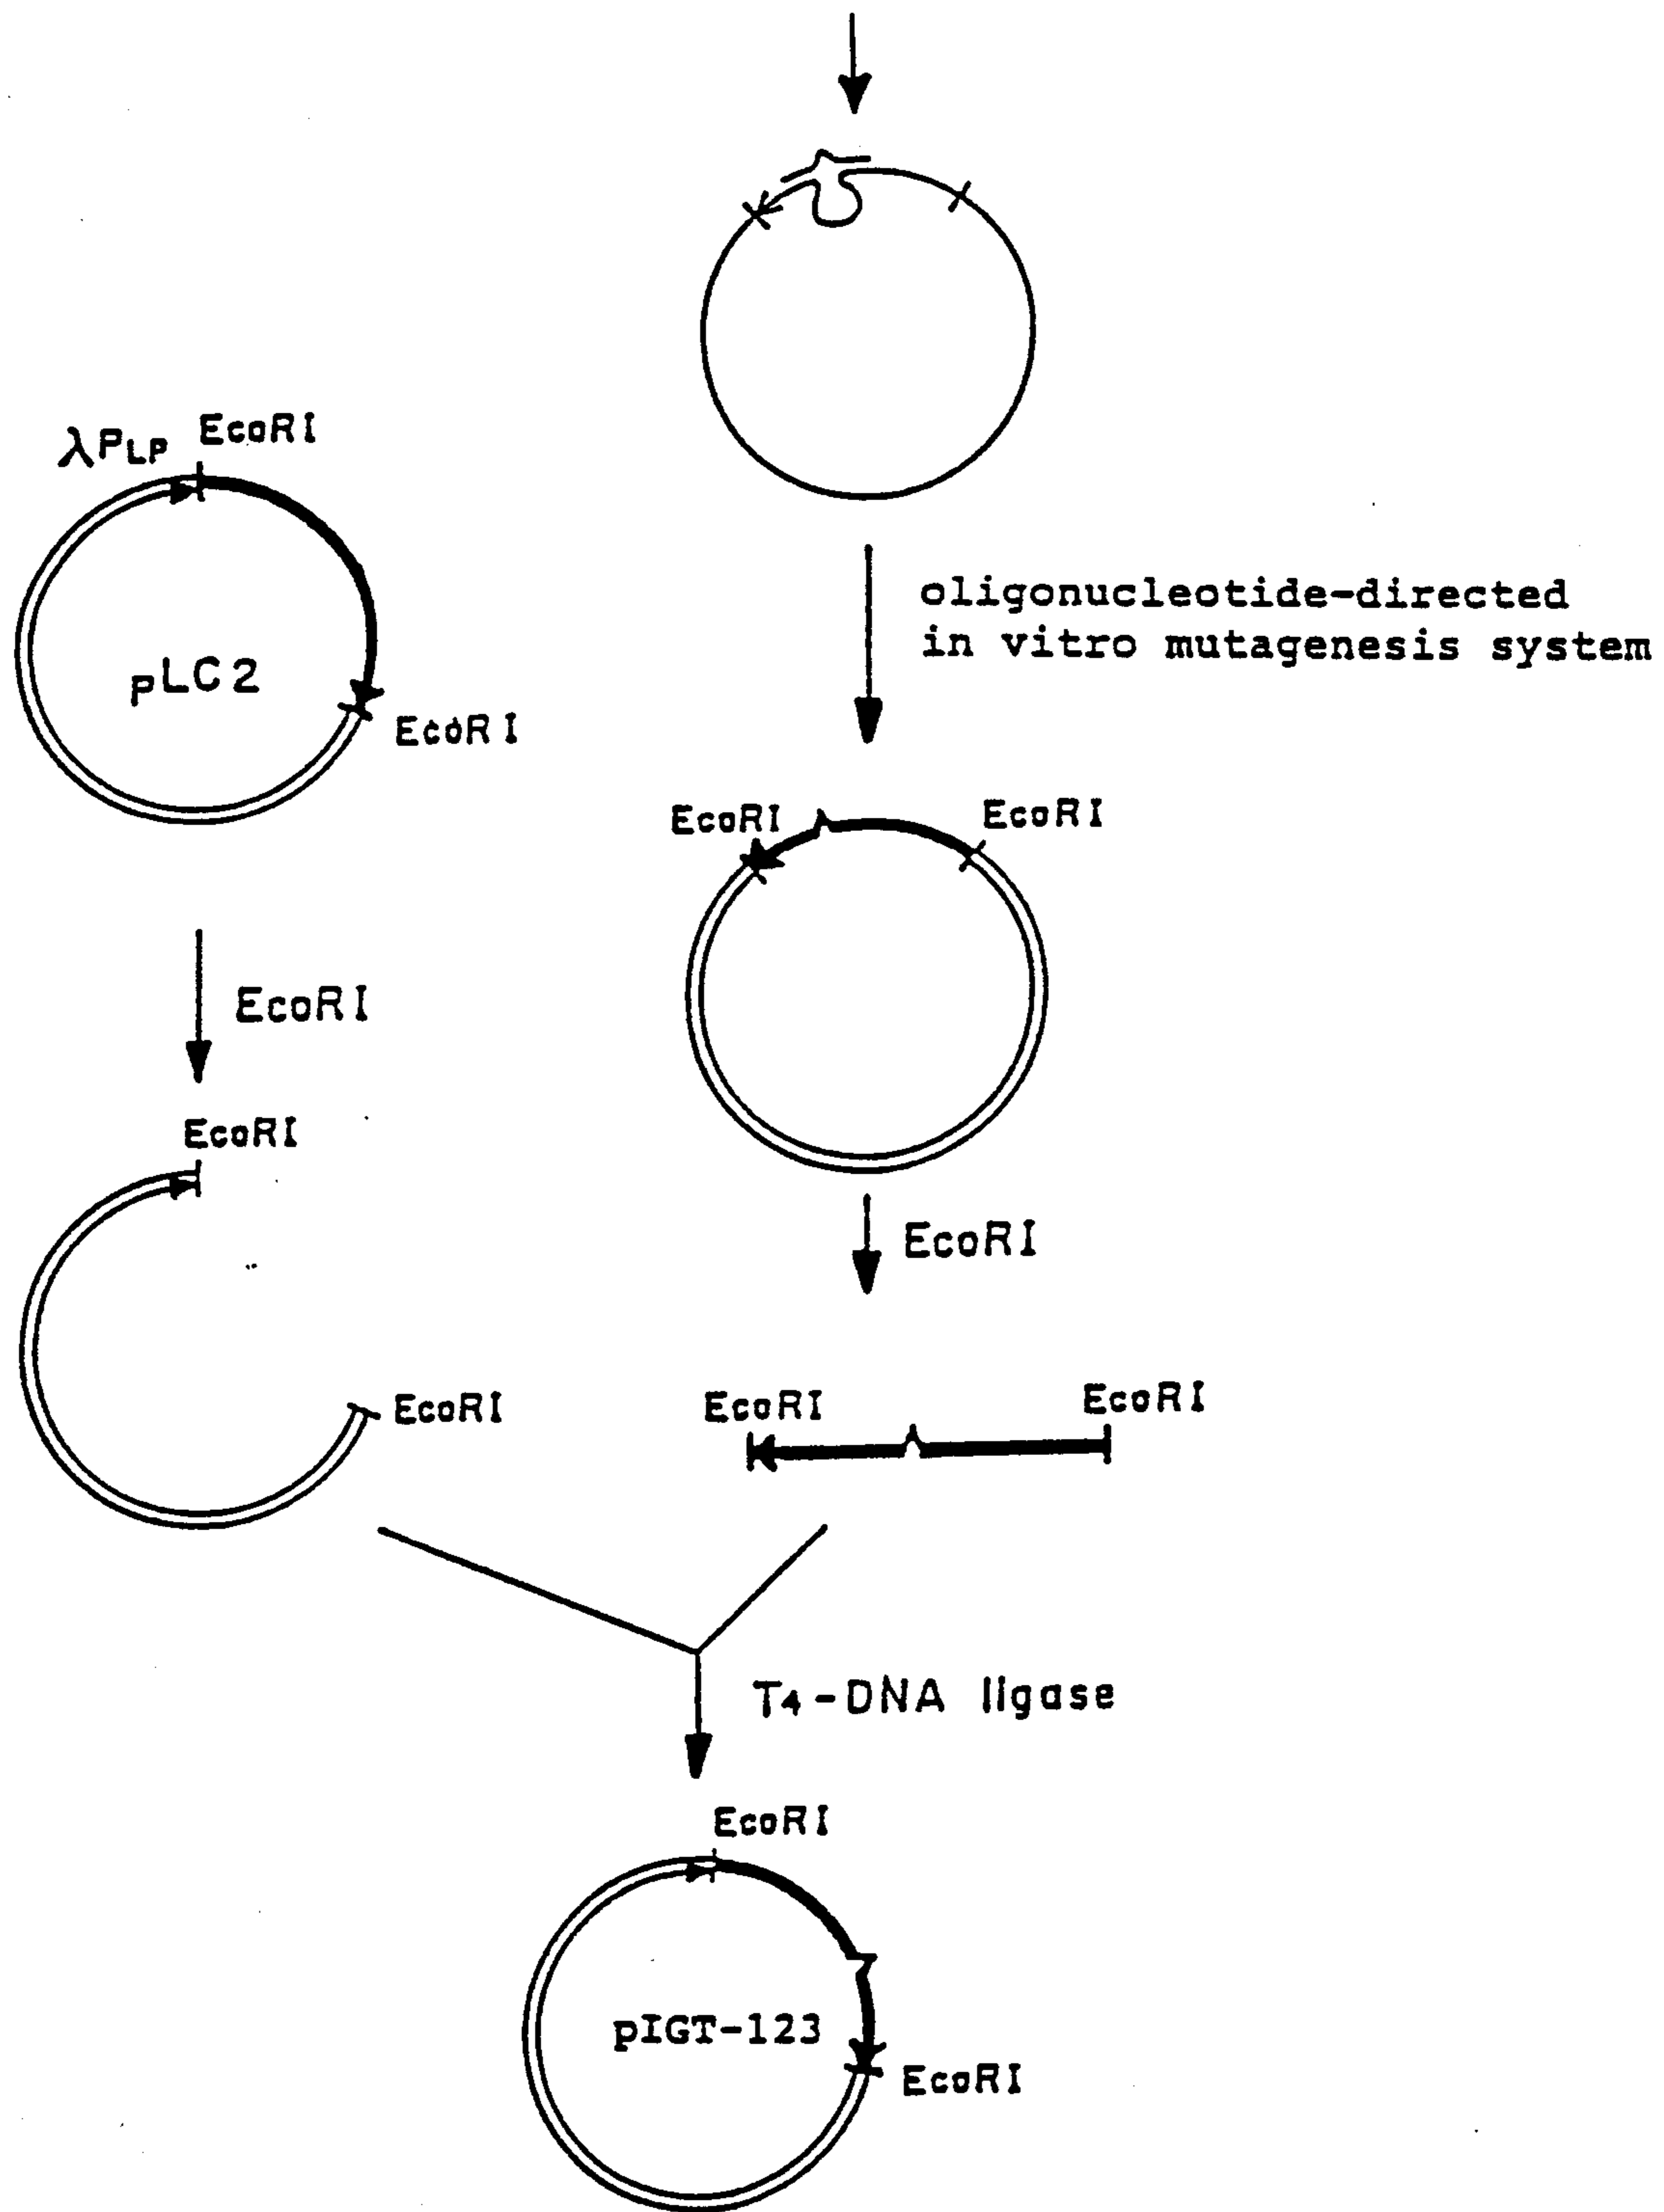 λPLP EcoRI
pLC2
EcoRI
oligonucleotide-directed
in vitro mutagenesis system
EcoRI
EcoRI
EcoRI
EcoRI
EcoRI
EcoRI
EcoRI
EcoRI
EcoRI
T4-DNA ligase
EcoRI
pIGT-123
EcoRI